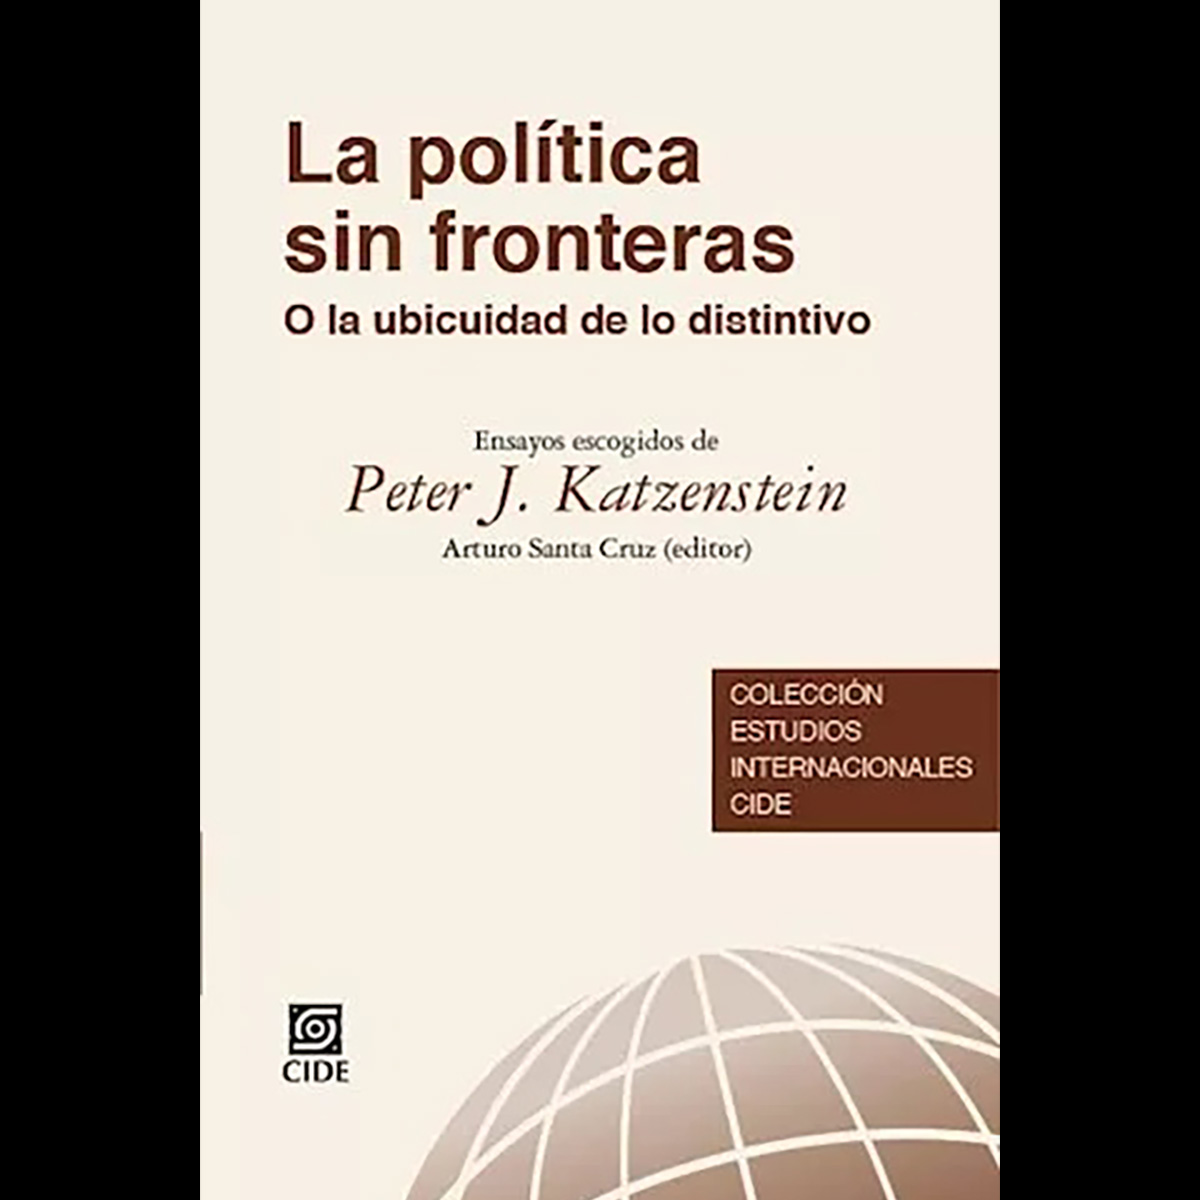 La política
sin fronteras
O la ubicuidad de lo distintivo
Ensayos escogidos de
Peter J. Katzenstein
Arturo Santa Cruz (editor)
COLECCIÓN
ESTUDIOS
INTERNACIONALES
CIDE
CIDE